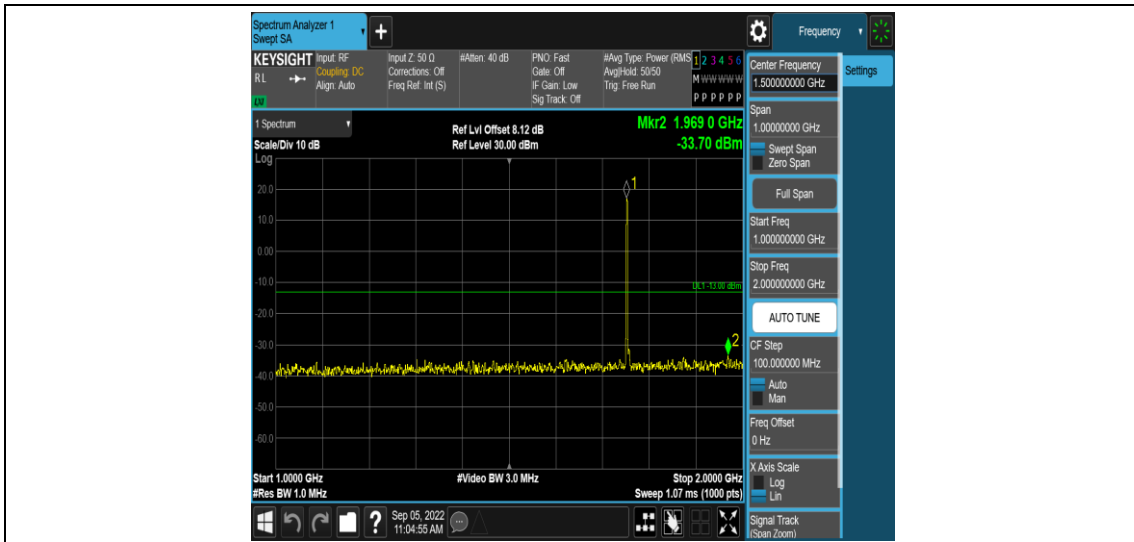 Spectrum Analyzer 1
Swept SA
+
Frequency
KEYSIGHT
RL
LXI
Input: RF
Coupling: DC
Align: Auto
Input Z: 50 Ω
Corrections: Off
Freq Ref: Int (S)
#Atten: 40 dB
PNO: Fast
Gate: Off
IF Gain: Low
Sig Track: Off
#Avg Type: Power (RMS
Avg|Hold: 50/50
Trig: Free Run
1 2 3 4 5 6
M W W W W W
P P P P P P
1 Spectrum
Scale/Div 10 dB
Log
Ref Lvl Offset 8.12 dB
Ref Level 30.00 dBm
Mkr2 1.969 0 GHz
-33.70 dBm
20.0
10.0
0.00
-10.0
-20.0
-30.0
-40.0
-50.0
-60.0
1
DL1 -13.00 dBm
2
Start 1.0000 GHz
#Res BW 1.0 MHz
#Video BW 3.0 MHz
Stop 2.0000 GHz
Sweep 1.07 ms (1000 pts)
Sep 05, 2022
11:04:55 AM
?
Center Frequency
1.500000000 GHz
Settings
Span
1.00000000 GHz
Swept Span
Zero Span
Full Span
Start Freq
1.000000000 GHz
Stop Freq
2.000000000 GHz
AUTO TUNE
CF Step
100.000000 MHz
Auto
Man
Freq Offset
0 Hz
X Axis Scale
Log
Lin
Signal Track
(Span Zoom)